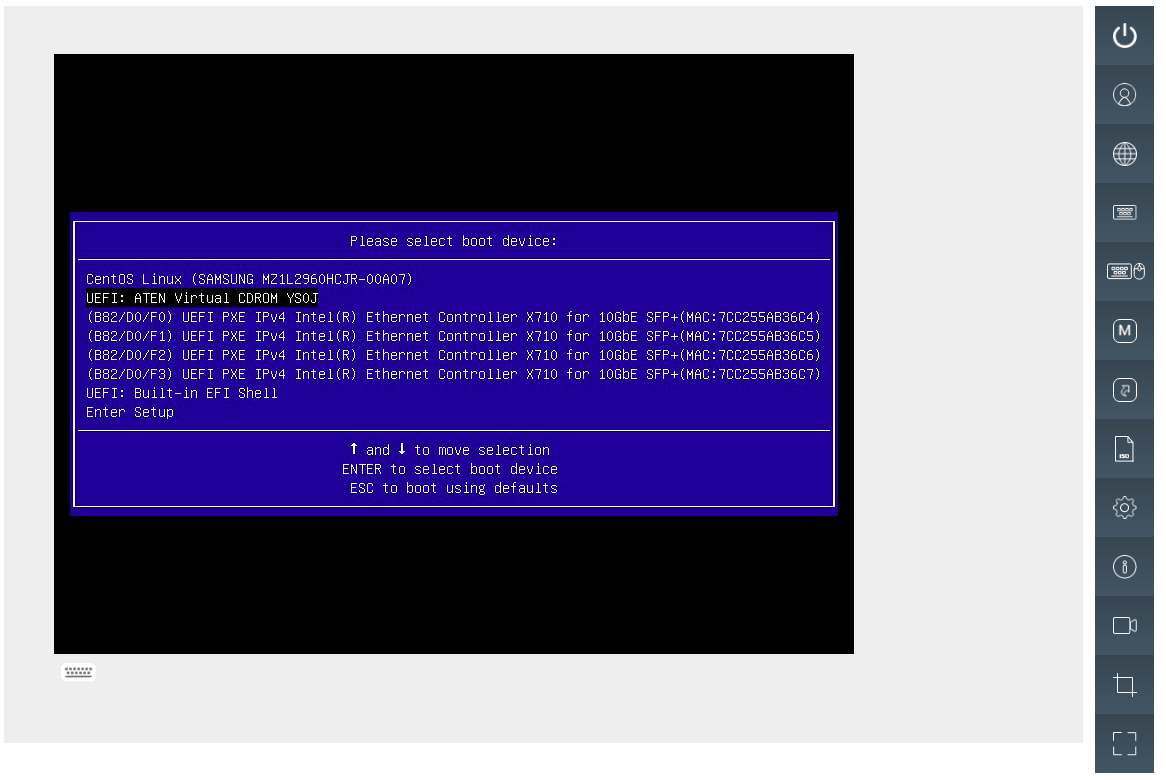 Please select boot device:
CentOS Linux (SAMSUNG MZ1L2960HCJR-00A07)
UEFI: ATEN Virtual CDROM YS0J
(B82/D0/F0) UEFI PXE IPv4 Intel(R) Ethernet Controller X710 for 10GbE SFP+(MAC:7CC255AB36C4)
(B82/D0/F1) UEFI PXE IPv4 Intel(R) Ethernet Controller X710 for 10GbE SFP+(MAC:7CC255AB36C5)
(B82/D0/F2) UEFI PXE IPv4 Intel(R) Ethernet Controller X710 for 10GbE SFP+(MAC:7CC255AB36C6)
(B82/D0/F3) UEFI PXE IPv4 Intel(R) Ethernet Controller X710 for 10GbE SFP+(MAC:7CC255AB36C7)
UEFI: Built-in EFI Shell
Enter Setup
↑ and ↓ to move selection
ENTER to select boot device
ESC to boot using defaults
M
ISO